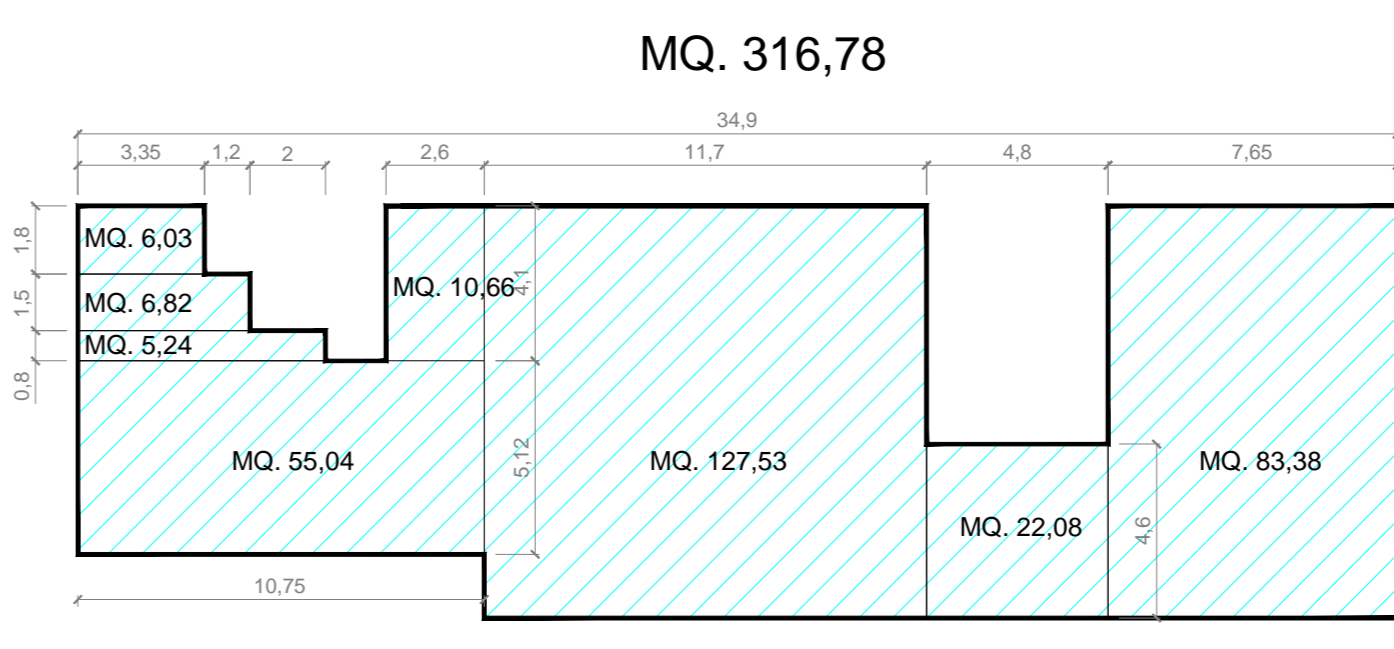 MQ. 316,78
34,9
3,35 1,2 2 2,6 11,7 4,8 7,65
1,8
MQ. 6,03
1,5
MQ. 6,82
MQ. 10,66
4,1
MQ. 5,24
0,8
MQ. 55,04
5,12
MQ. 127,53
MQ. 83,38
MQ. 22,08
4,6
10,75